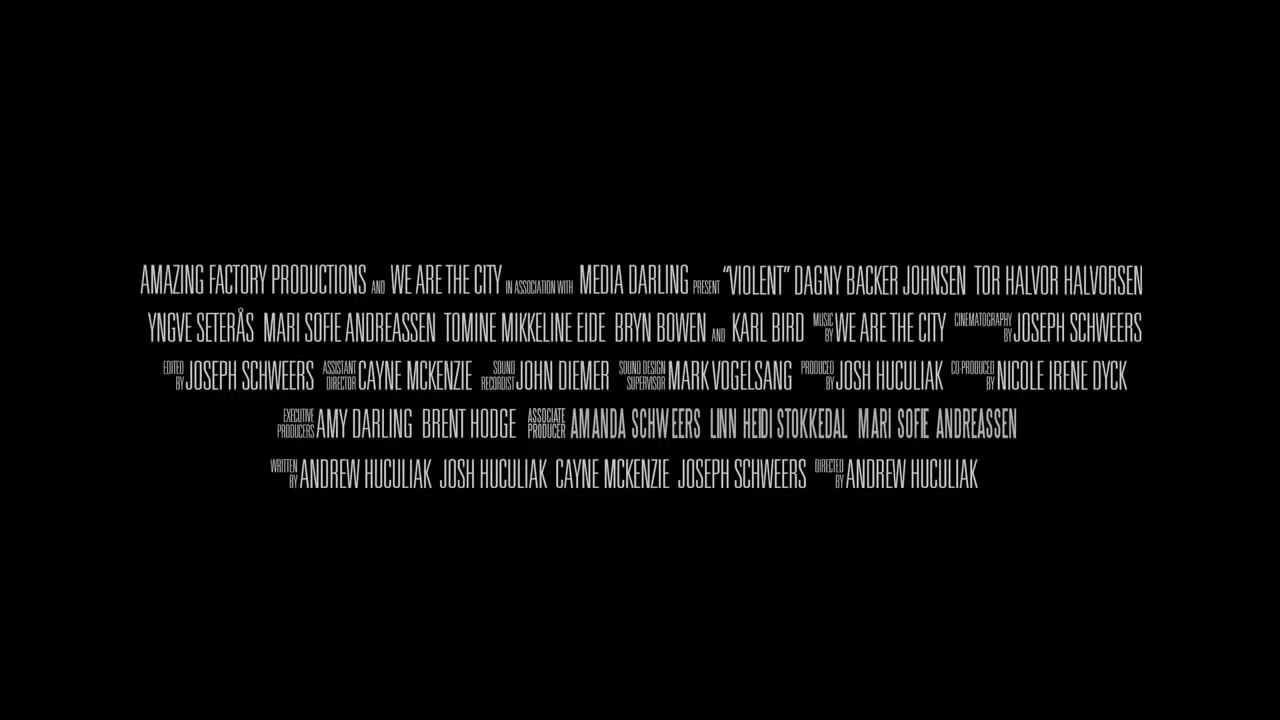 AMAZING FACTORY PRODUCTIONS AND WE ARE THE CITY IN ASSOCIATION WITH MEDIA DARLING PRESENT “VIOLENT” DAGNY BACKER JOHNSEN TOR HALVOR HALVORSEN
YNGVE SETERÅS MARI SOFIE ANDREASSEN TOMINE MIKKELINE EIDE BRYN BOWEN AND KARL BIRD MUSIC BY WE ARE THE CITY CINEMATOGRAPHY BY JOSEPH SCHWEERS
EDITED BY JOSEPH SCHWEERS ASSISTANT DIRECTOR CAYNE MCKENZIE SOUND RECORDIST JOHN DIEMER SOUND DESIGN SUPERVISOR MARK VOGELSANG PRODUCED BY JOSH HUCULIAK CO-PRODUCED BY NICOLE IRENE DYCK
EXECUTIVE PRODUCERS AMY DARLING BRENT HODGE ASSOCIATE PRODUCER AMANDA SCHWEERS LINN HEIDI STOKKEDAL MARI SOFIE ANDREASSEN
WRITTEN BY ANDREW HUCULIAK JOSH HUCULIAK CAYNE MCKENZIE JOSEPH SCHWEERS DIRECTED BY ANDREW HUCULIAK